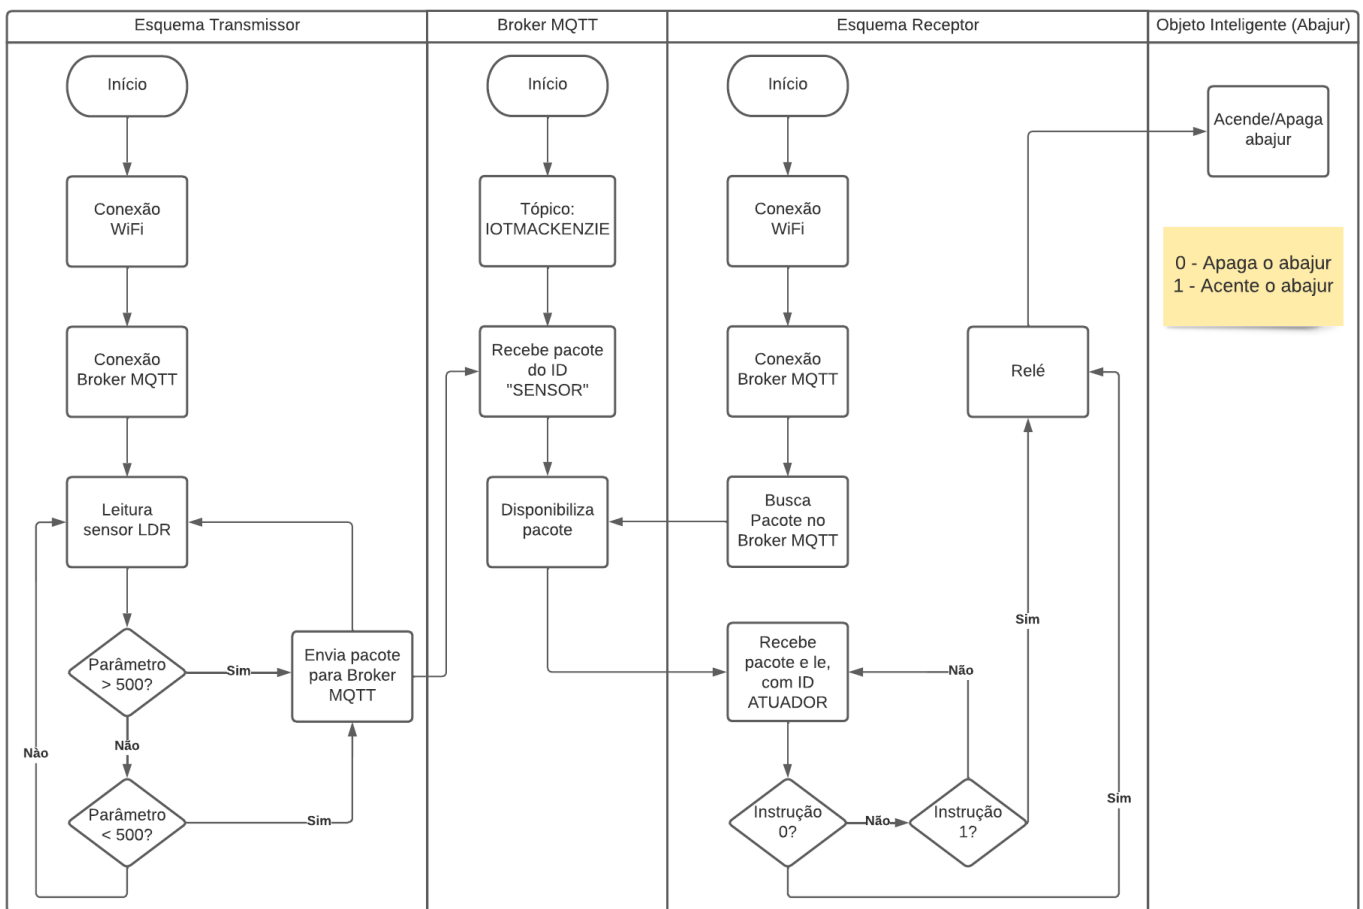 Esquema Transmissor
Broker MQTT
Esquema Receptor
Objeto Inteligente (Abajur)
Início
Conexão
WiFi
Conexão
Broker MQTT
Leitura
sensor LDR
Parâmetro
> 500?
Sim
Envia pacote
para Broker
MQTT
Não
Não
Parâmetro
< 500?
Sim
Início
Tópico:
IOTMACKENZIE
Recebe pacote
do ID
"SENSOR"
Disponibiliza
pacote
Início
Conexão
WiFi
Conexão
Broker MQTT
Busca
Pacote no
Broker MQTT
Recebe
pacote e le,
com ID
ATUADOR
Não
Instrução
0?
Não
Instrução
1?
Sim
Sim
Relé
Acende/Apaga
abajur
0 - Apaga o abajur
1 - Acente o abajur